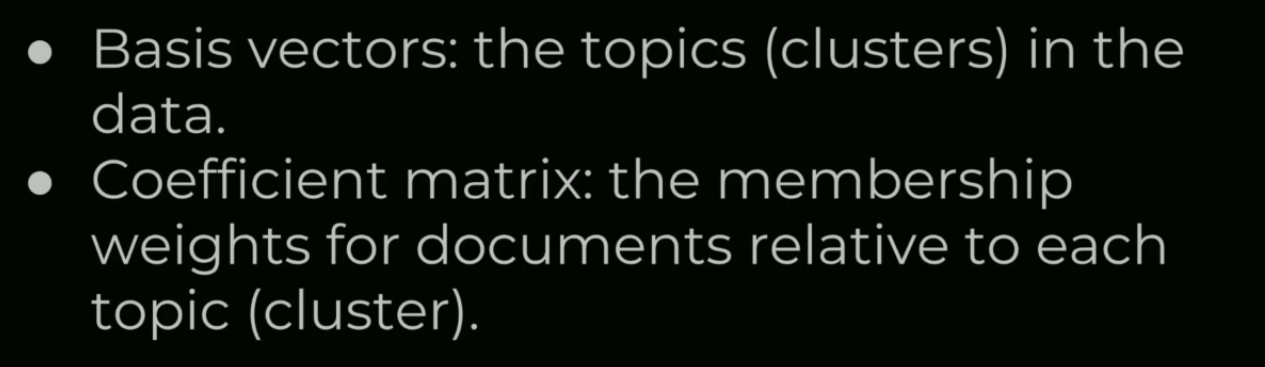 ● Basis vectors: the topics (clusters) in the
data.
● Coefficient matrix: the membership
weights for documents relative to each
topic (cluster).